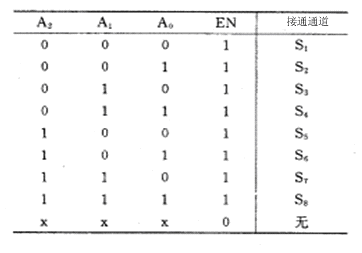 A₂ A₁ A₀ EN 接通通道
0 0 0 1 S₁
0 0 1 1 S₂
0 1 0 1 S₃
0 1 1 1 S₄
1 0 0 1 S₅
1 0 1 1 S₆
1 1 0 1 S₇
1 1 1 1 S₈
x x x 0 无